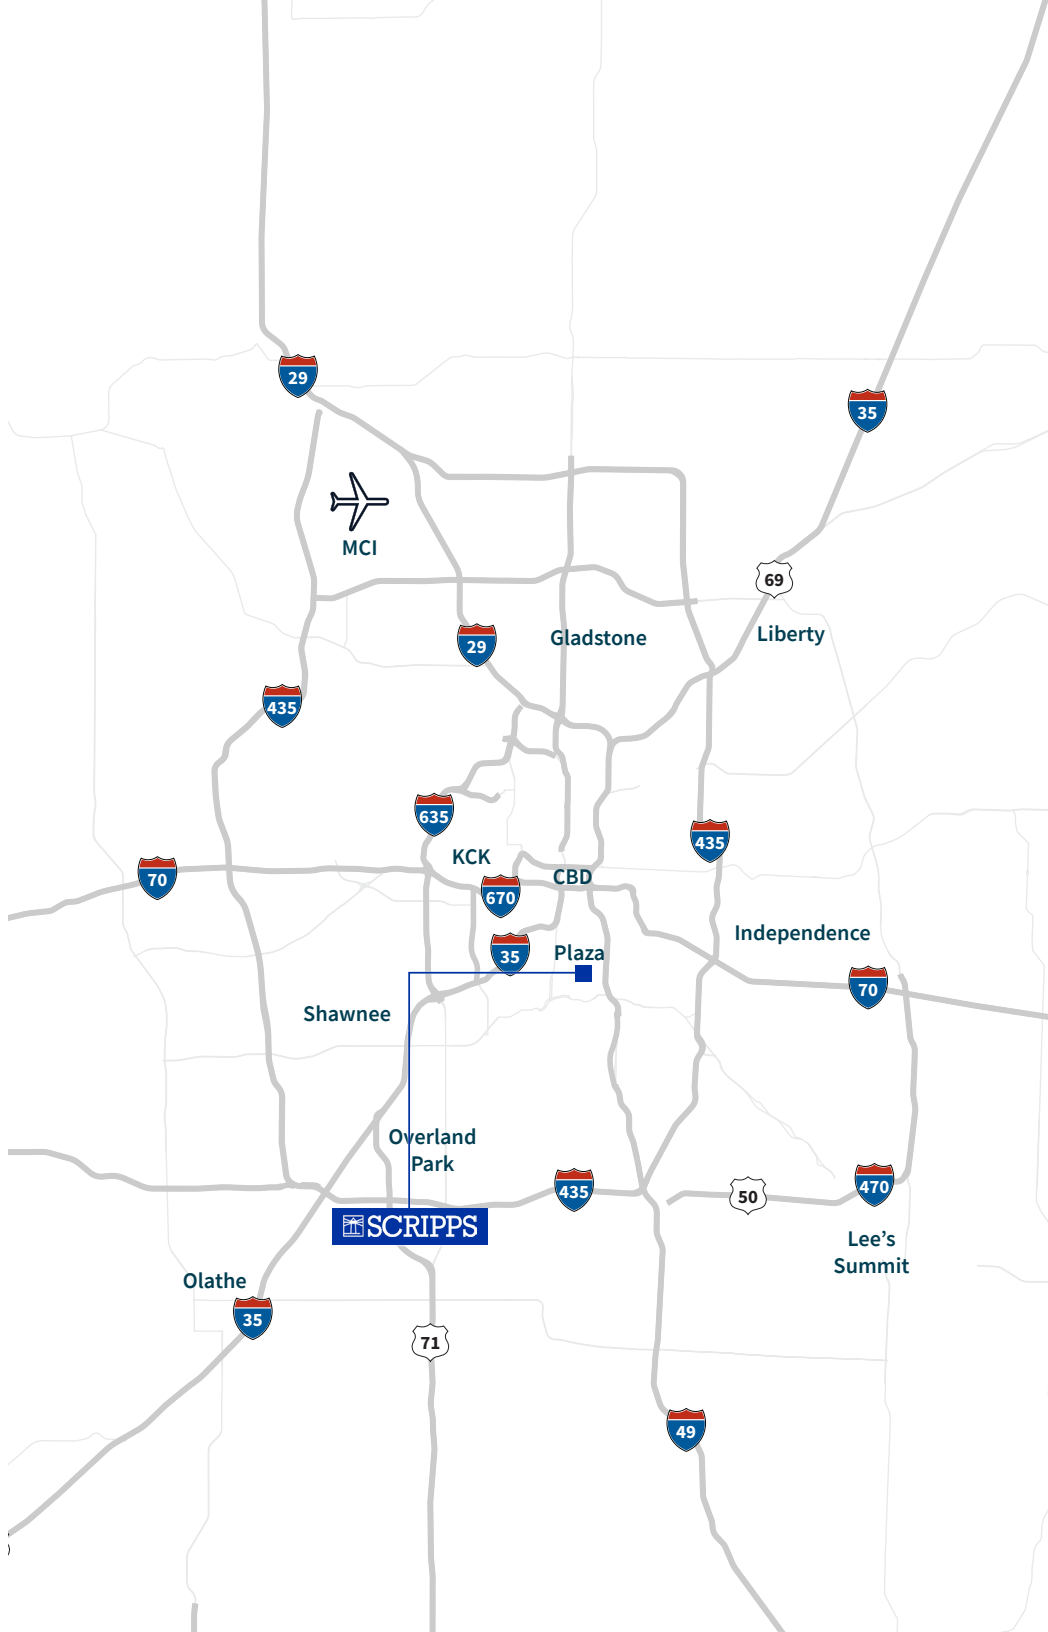 29
35
MCI
69
29
Gladstone
Liberty
435
635
435
KCK
70
670
CBD
Independence
35
Plaza
70
Shawnee
Overland
Park
435
50
470
SCRIPPS
Lee’s
Summit
Olathe
35
71
49